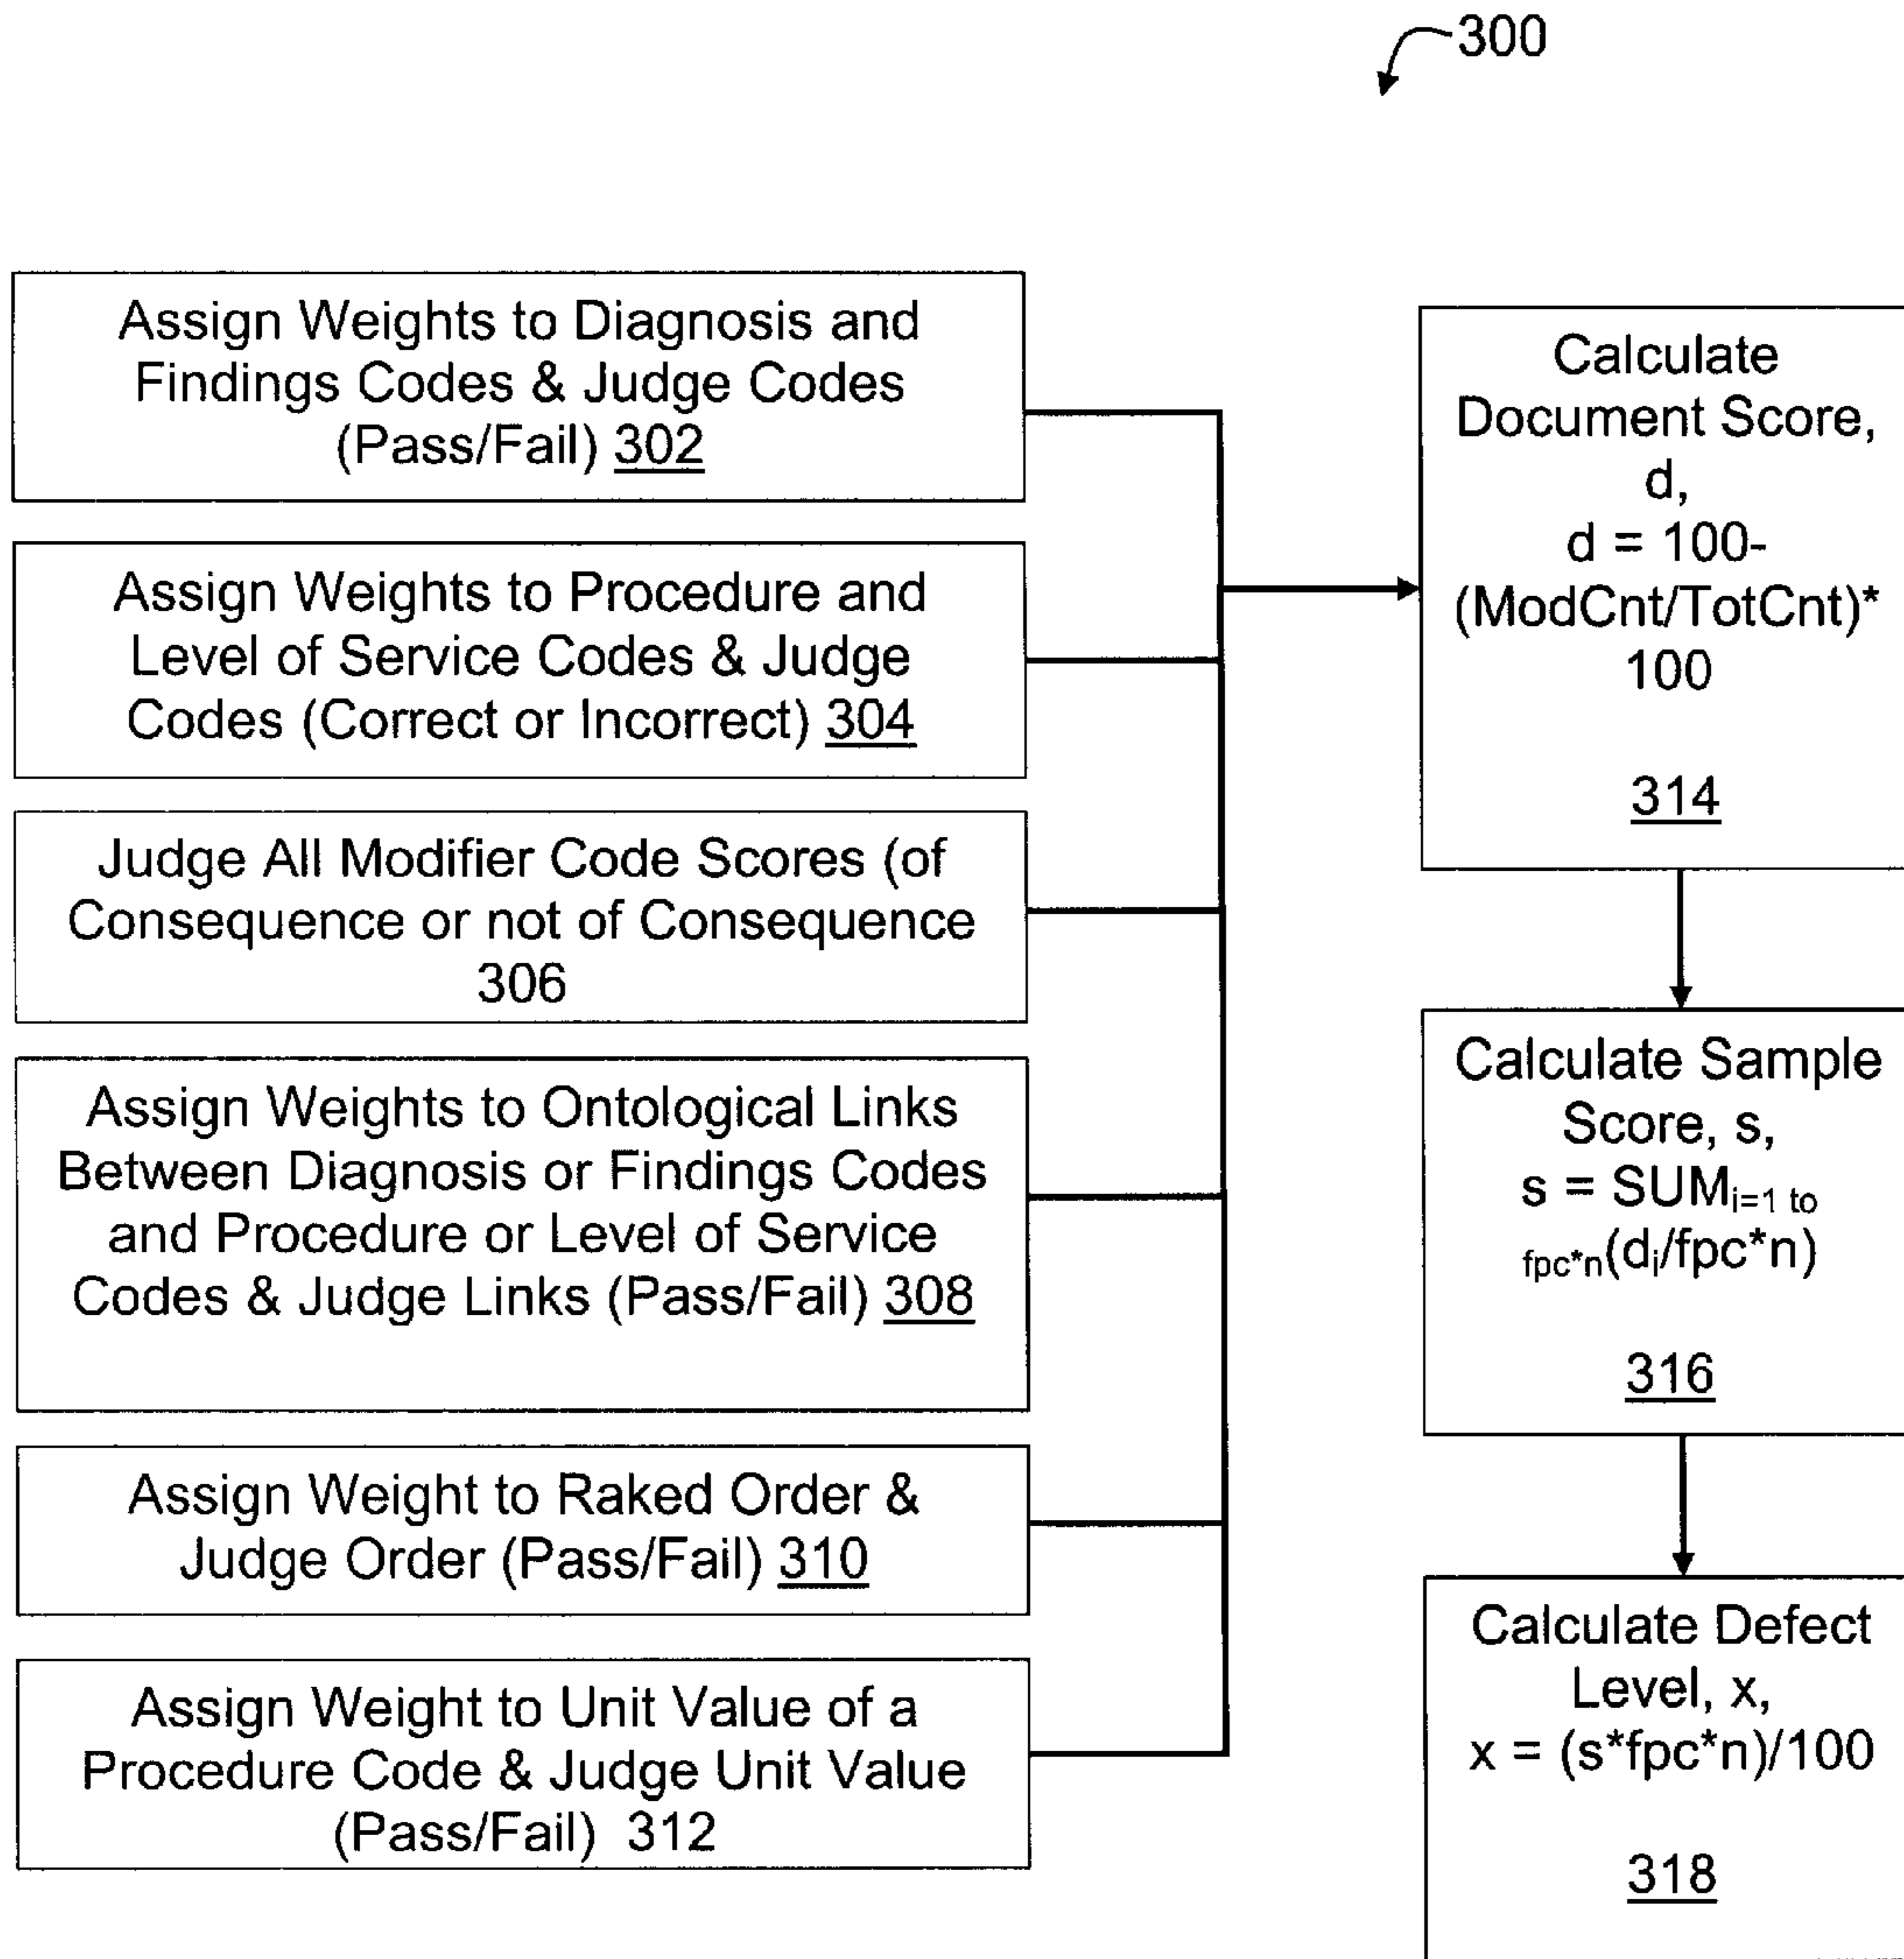 300
Assign Weights to Diagnosis and
Findings Codes & Judge Codes
(Pass/Fail) 302
Assign Weights to Procedure and
Level of Service Codes & Judge
Codes (Correct or Incorrect) 304
Judge All Modifier Code Scores (of
Consequence or not of Consequence
306
Assign Weights to Ontological Links
Between Diagnosis or Findings Codes
and Procedure or Level of Service
Codes & Judge Links (Pass/Fail) 308
Assign Weight to Raked Order &
Judge Order (Pass/Fail) 310
Assign Weight to Unit Value of a
Procedure Code & Judge Unit Value
(Pass/Fail) 312
Calculate
Document Score,
d,
d = 100-
(ModCnt/TotCnt)*
100
314
Calculate Sample
Score, s,
s = SUMi=1 to
fpc*n(di/fpc*n)
316
Calculate Defect
Level, x,
x = (s*fpc*n)/100
318